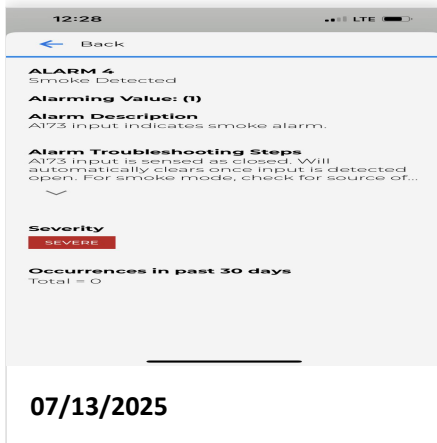 12:28
LTE
Back
ALARM 4
Smoke Detected
Alarming Value: (1)
Alarm Description
A173 input indicates smoke alarm.
Alarm Troubleshooting Steps
A173 input is sensed as closed. Will
automatically clears once input is detected
open. For smoke mode, check for source of...
Severity
SEVERE
Occurrences in past 30 days
Total = 0
07/13/2025